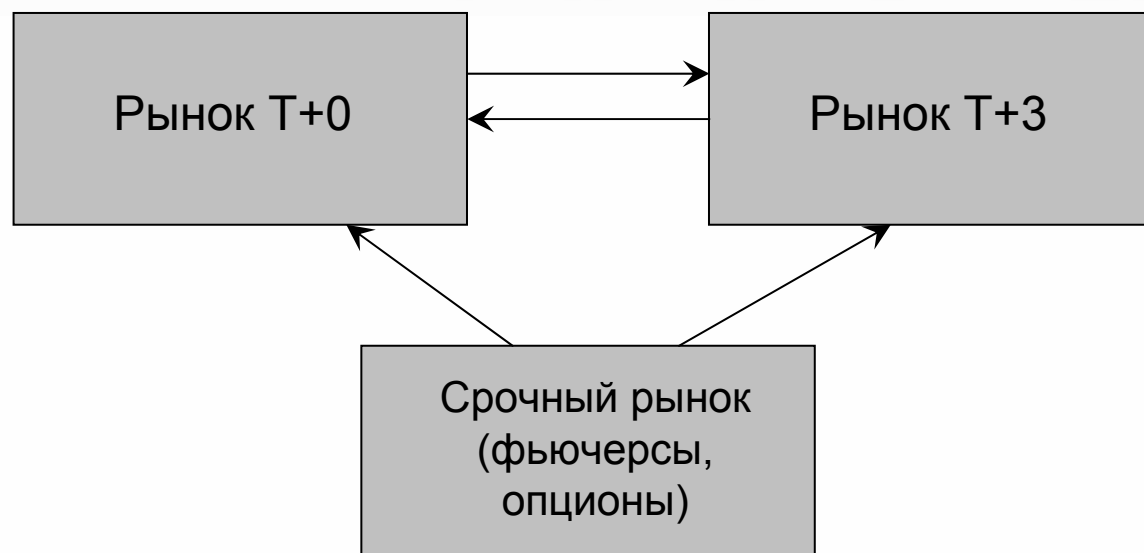 Рынок Т+0
Рынок Т+3
Срочный рынок
(фьючерсы,
опционы)